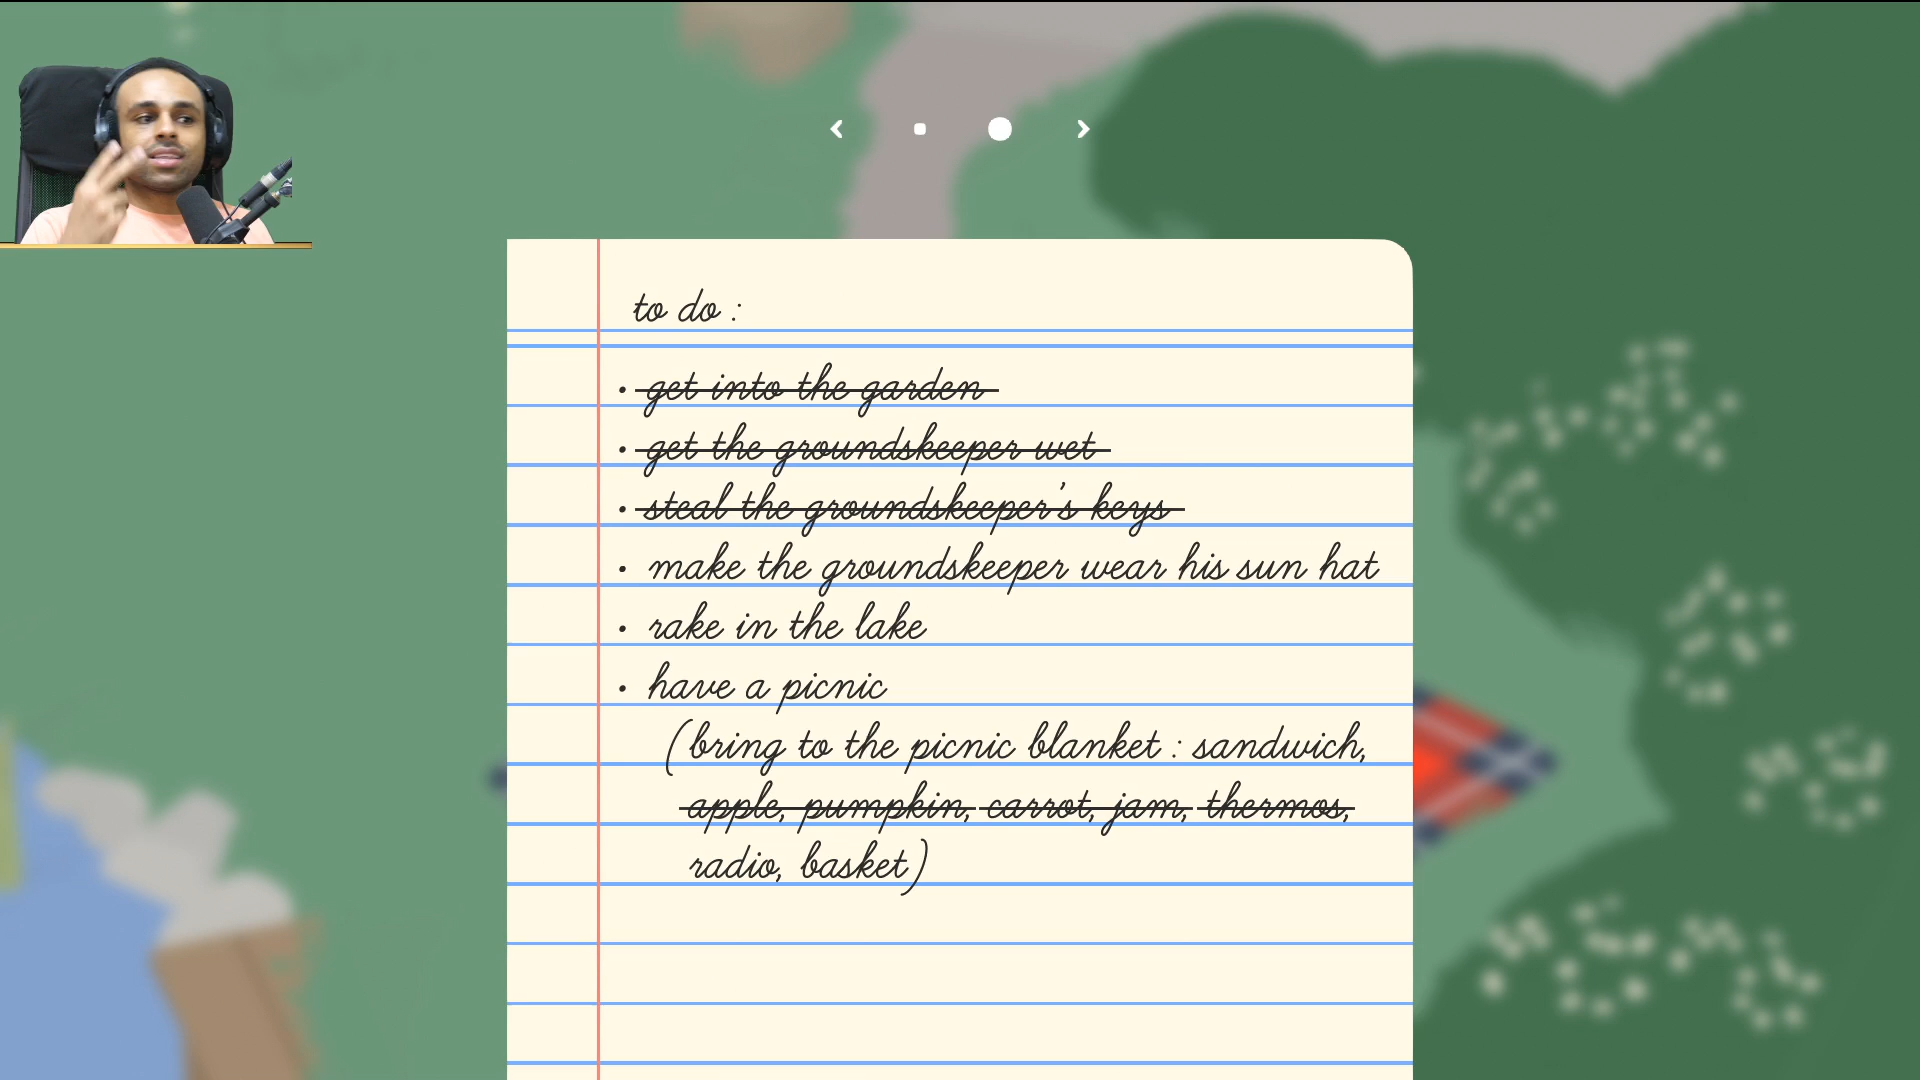 to do :
• get into the garden
• get the groundskeeper wet
• steal the groundskeeper's keys
• make the groundskeeper wear his sun hat
• rake in the lake
• have a picnic
(bring to the picnic blanket : sandwich,
apple, pumpkin, carrot, jam, thermos,
radio, basket)